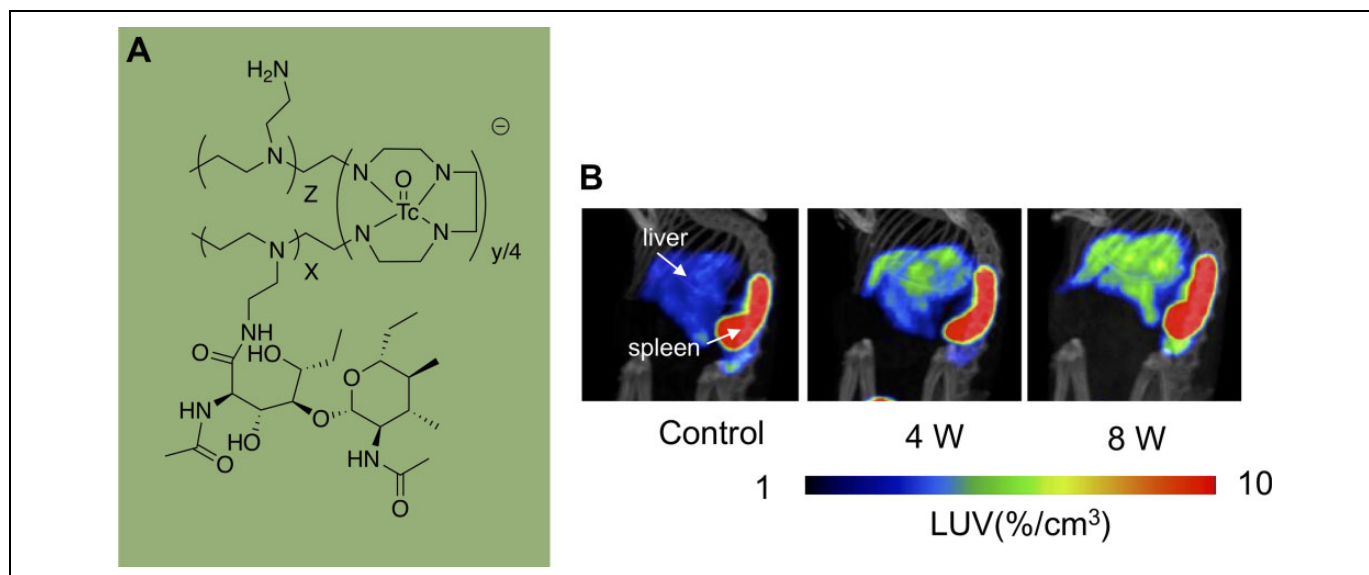 A
H₂N
N
Z
N
N
O
Tc
N
N
⊖
y/4
N
X
NH
O
HO
HN
HO
O
O
O
HN
O
B
liver
spleen
Control
4 W
8 W
1
10
LUV(%/cm³)